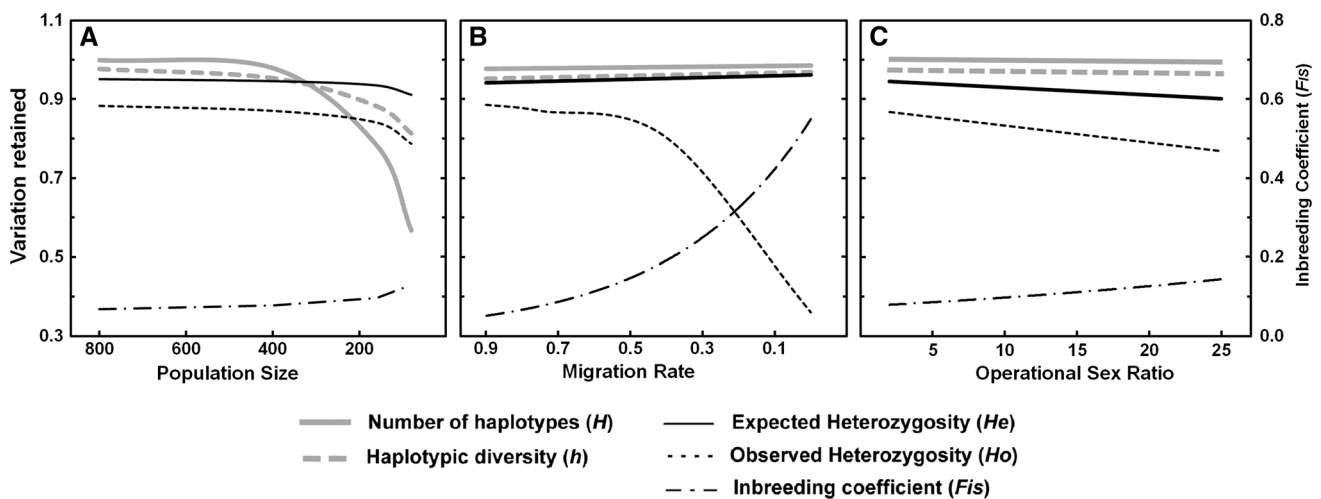 A
B
C
1.1
0.9
0.7
0.5
0.3
Variation retained
0.8
0.6
0.4
0.2
0.0
Inbreeding Coefficient (Fis)
800 600 400 200
Population Size
0.9 0.7 0.5 0.3 0.1
Migration Rate
5 10 15 20 25
Operational Sex Ratio
Number of haplotypes (H)
Haplotypic diversity (h)
Expected Heterozygosity (He)
Observed Heterozygosity (Ho)
Inbreeding coefficient (Fis)